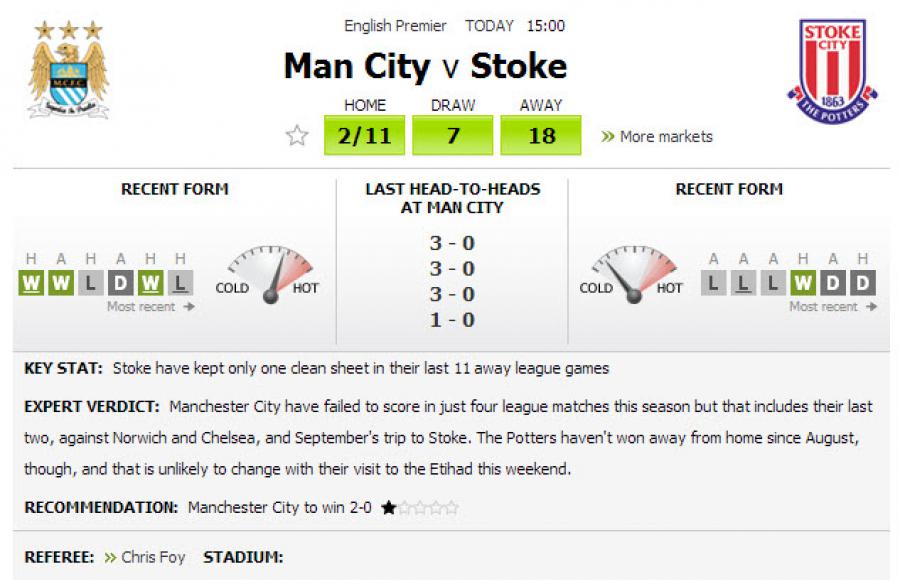 English Premier TODAY 15:00
Man City v Stoke
HOME DRAW AWAY
2/11 7 18 » More markets
M.C.F.C.
STOKE
CITY
1863
THE POTTERS
RECENT FORM
H A H A H H
W W L D W L
Most recent
COLD HOT
LAST HEAD-TO-HEADS
AT MAN CITY
3 - 0
3 - 0
3 - 0
1 - 0
RECENT FORM
COLD HOT
A A A H A H
L L L W D D
Most recent
KEY STAT: Stoke have kept only one clean sheet in their last 11 away league games
EXPERT VERDICT: Manchester City have failed to score in just four league matches this season but that includes their last
two, against Norwich and Chelsea, and September's trip to Stoke. The Potters haven't won away from home since August,
though, and that is unlikely to change with their visit to the Etihad this weekend.
RECOMMENDATION: Manchester City to win 2-0
REFEREE: » Chris Foy STADIUM: